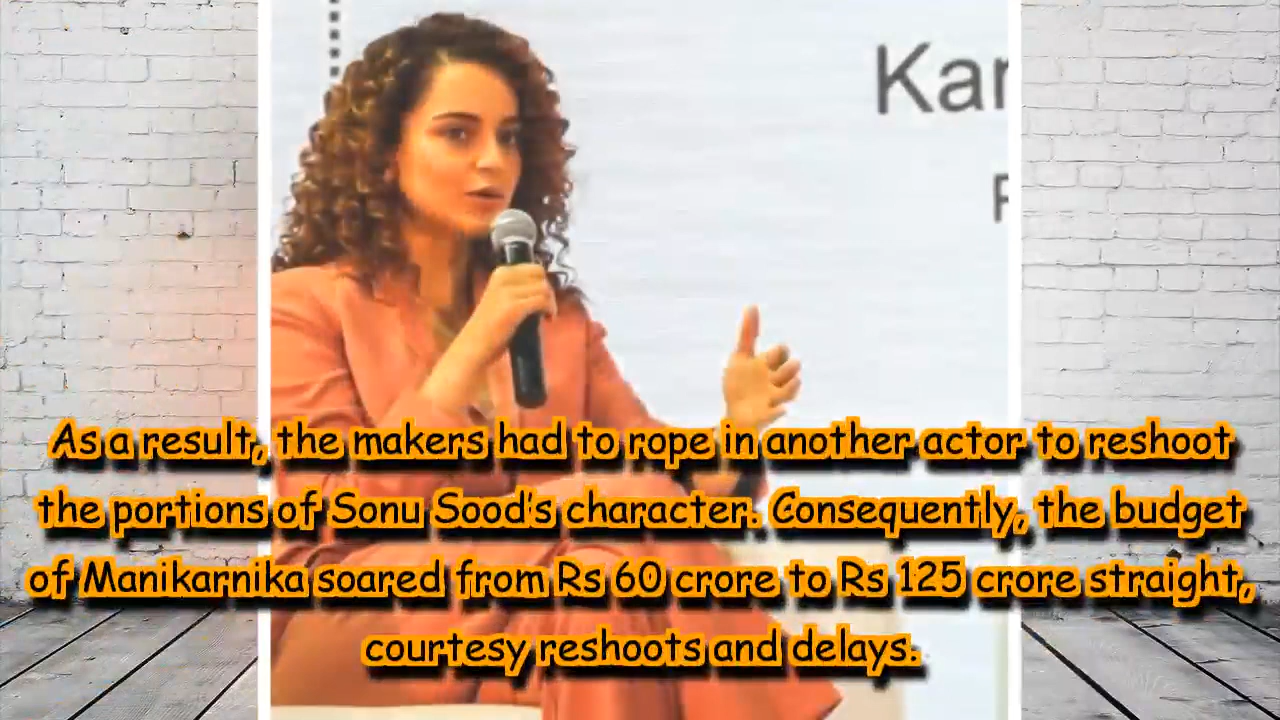 Kar
As a result, the makers had to rope in another actor to reshoot
the portions of Sonu Sood's character. Consequently, the budget
of Manikarnika soared from Rs 60 crore to Rs 125 crore straight,
courtesy reshoots and delays.